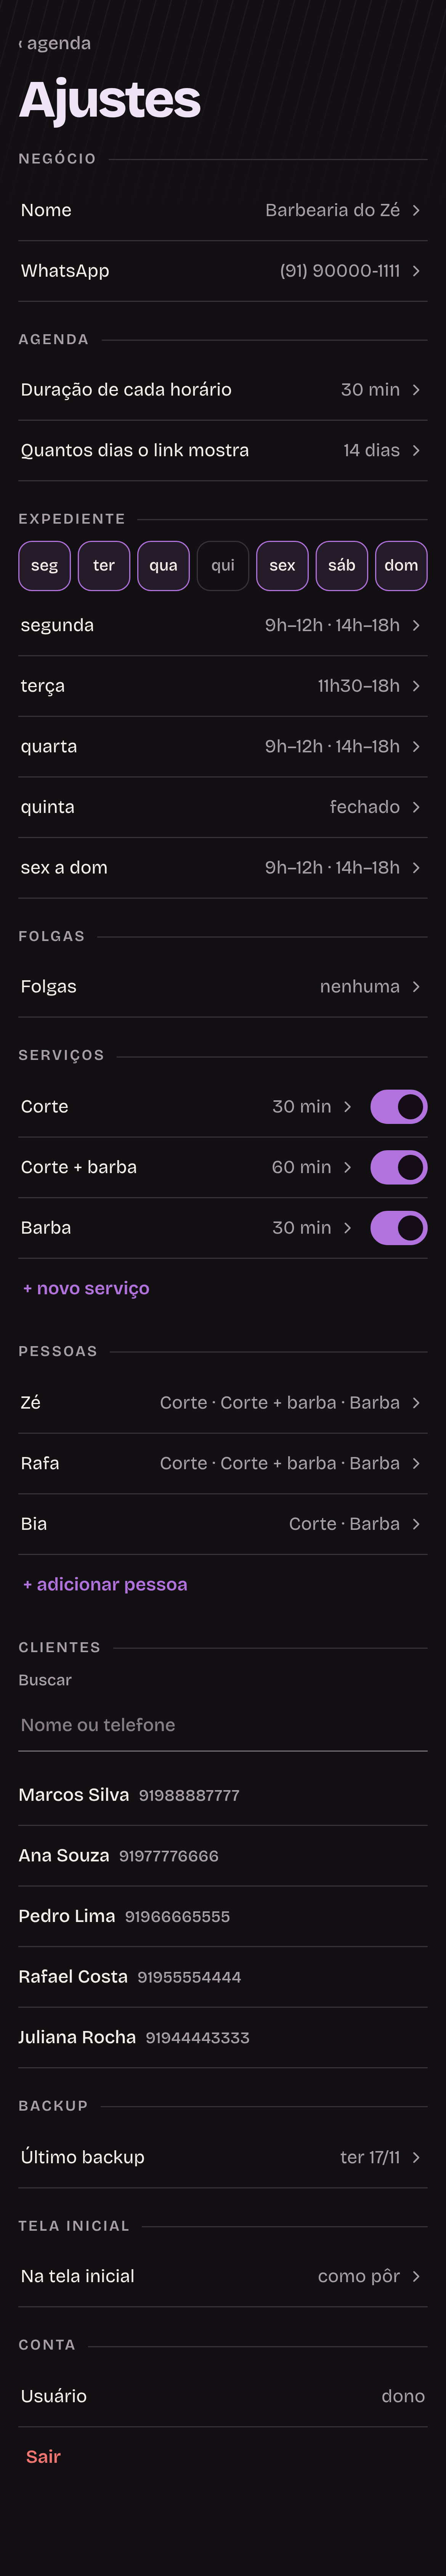 ‹ agenda
Ajustes
NEGÓCIO
Nome Barbearia do Zé ›
WhatsApp (91) 90000-1111 ›
AGENDA
Duração de cada horário 30 min ›
Quantos dias o link mostra 14 dias ›
EXPEDIENTE
seg ter qua qui sex sáb dom
segunda 9h–12h · 14h–18h ›
terça 11h30–18h ›
quarta 9h–12h · 14h–18h ›
quinta fechado ›
sex a dom 9h–12h · 14h–18h ›
FOLGAS
Folgas nenhuma ›
SERVIÇOS
Corte 30 min ›
Corte + barba 60 min ›
Barba 30 min ›
+ novo serviço
PESSOAS
Zé Corte · Corte + barba · Barba ›
Rafa Corte · Corte + barba · Barba ›
Bia Corte · Barba ›
+ adicionar pessoa
CLIENTES
Buscar
Nome ou telefone
Marcos Silva 91988887777
Ana Souza 91977776666
Pedro Lima 91966665555
Rafael Costa 91955554444
Juliana Rocha 91944443333
BACKUP
Último backup ter 17/11 ›
TELA INICIAL
Na tela inicial como pôr ›
CONTA
Usuário dono
Sair